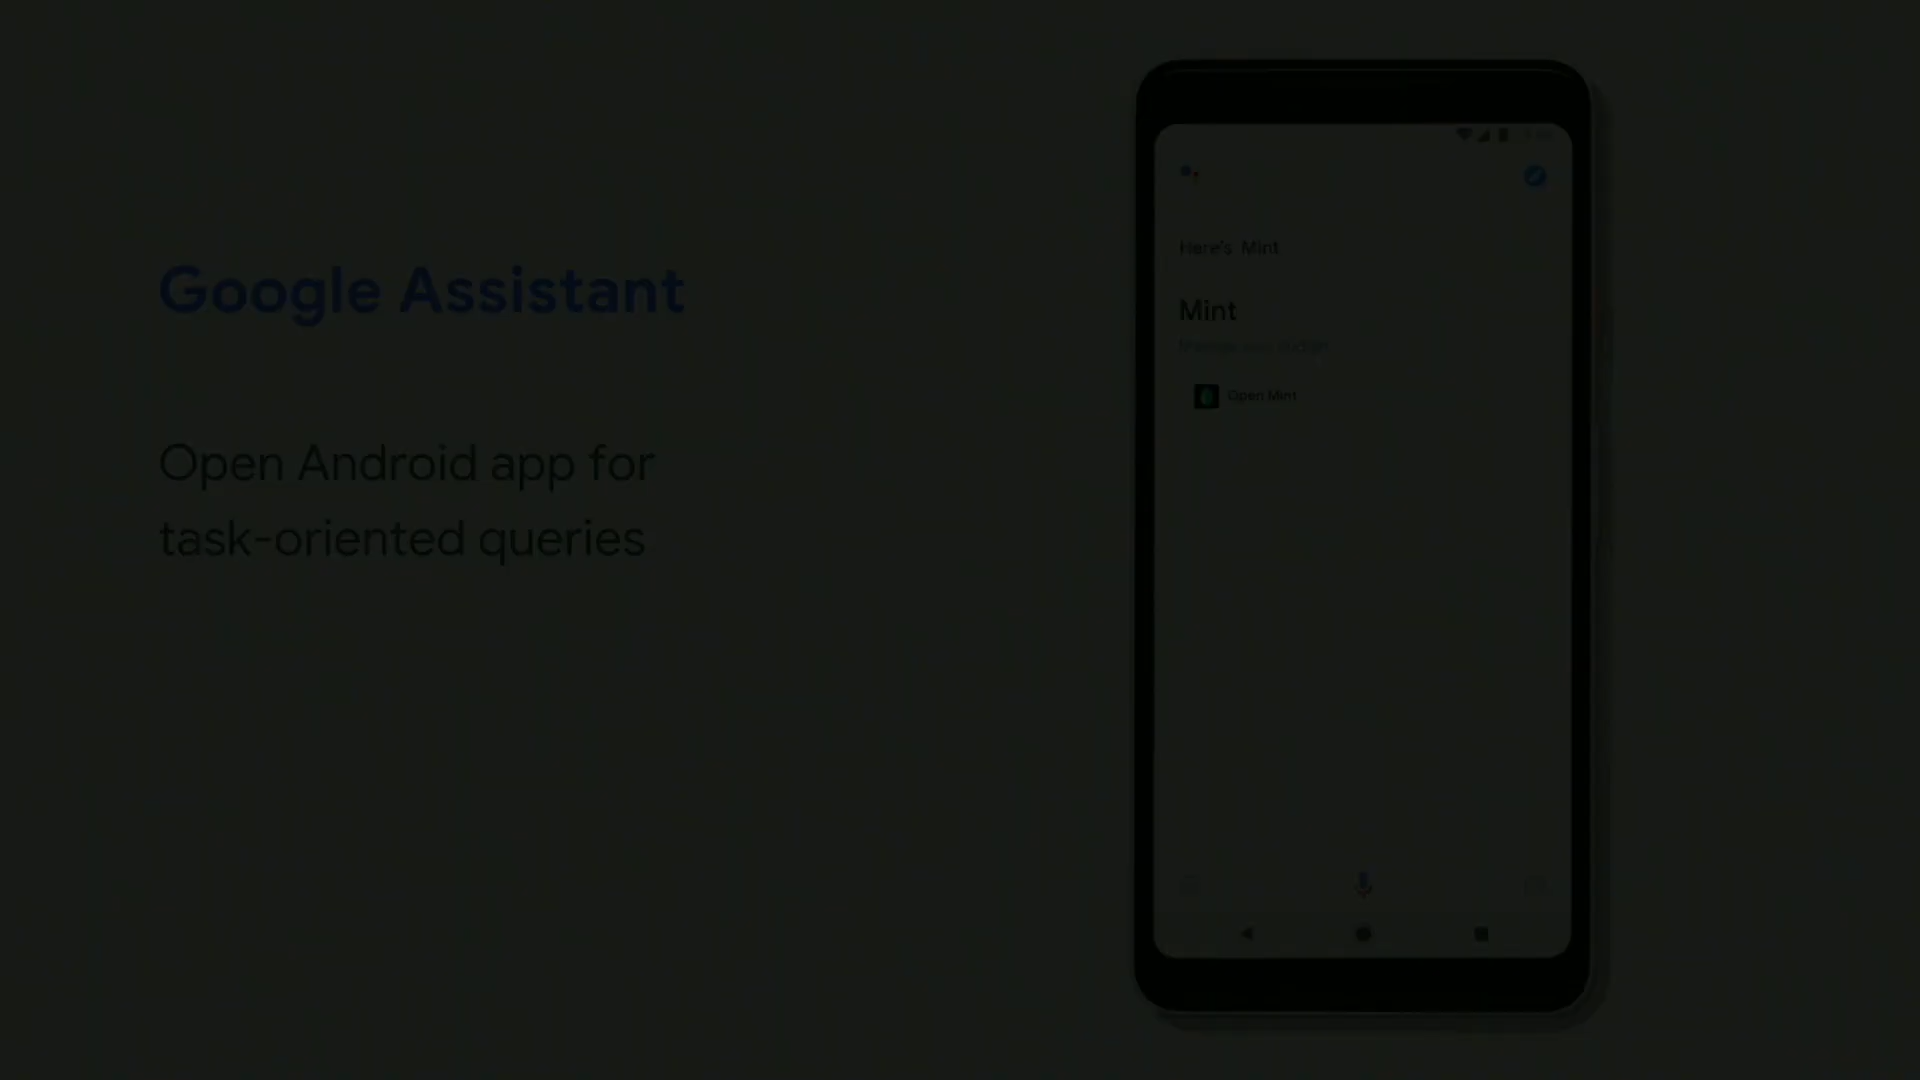 Google Assistant
Open Android app for
task-oriented queries
Here's Mint
Mint
Open Mint